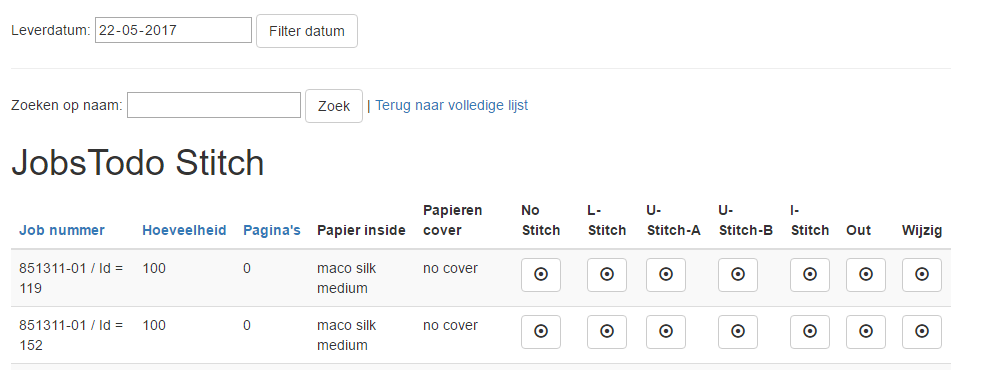 Leverdatum: 22-05-2017 Filter datum
Zoeken op naam: Zoek | Terug naar volledige lijst
JobsTodo Stitch
Job nummer Hoeveelheid Pagina's Papier inside Papieren cover No Stitch L-Stitch U-Stitch-A U-Stitch-B I-Stitch Out Wijzig
851311-01 / Id = 119 100 0 maco silk medium no cover
851311-01 / Id = 152 100 0 maco silk medium no cover